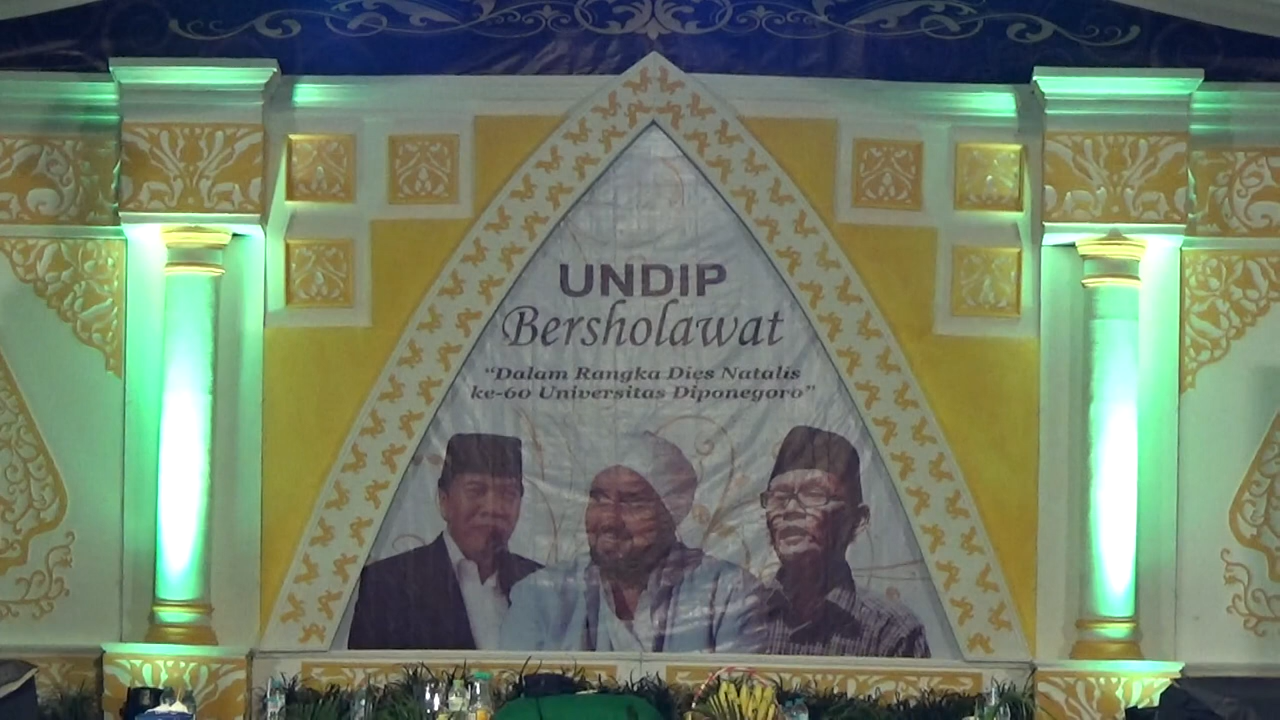 UNDIP
Bersholawat
“Dalam Rangka Dies Natalis
ke-60 Universitas Diponegoro”